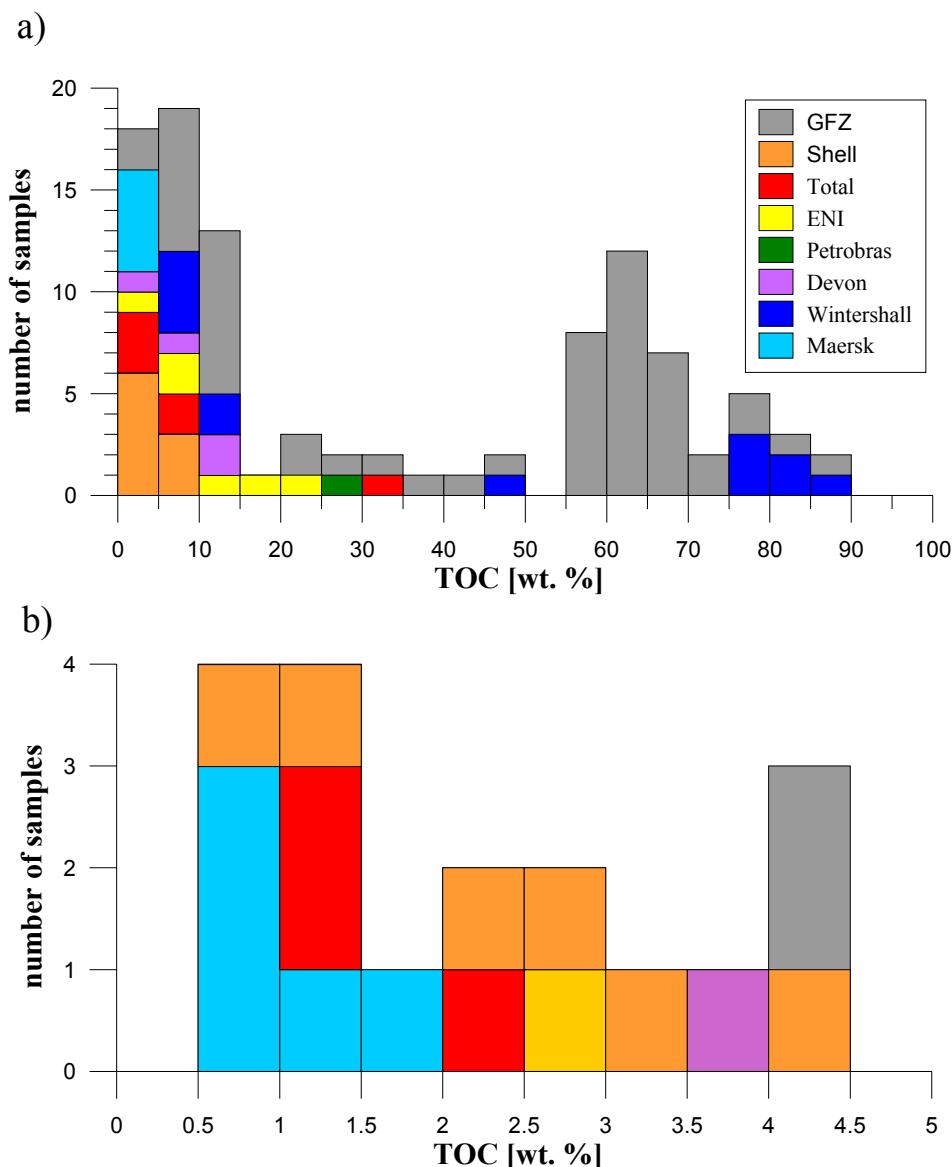 a)
20
15
10
5
0
number of samples
GFZ
Shell
Total
ENI
Petrobras
Devon
Wintershall
Maersk
0 10 20 30 40 50 60 70 80 90 100
TOC [wt. %]
b)
4
3
2
1
0
number of samples
0 0.5 1 1.5 2 2.5 3 3.5 4 4.5 5
TOC [wt. %]